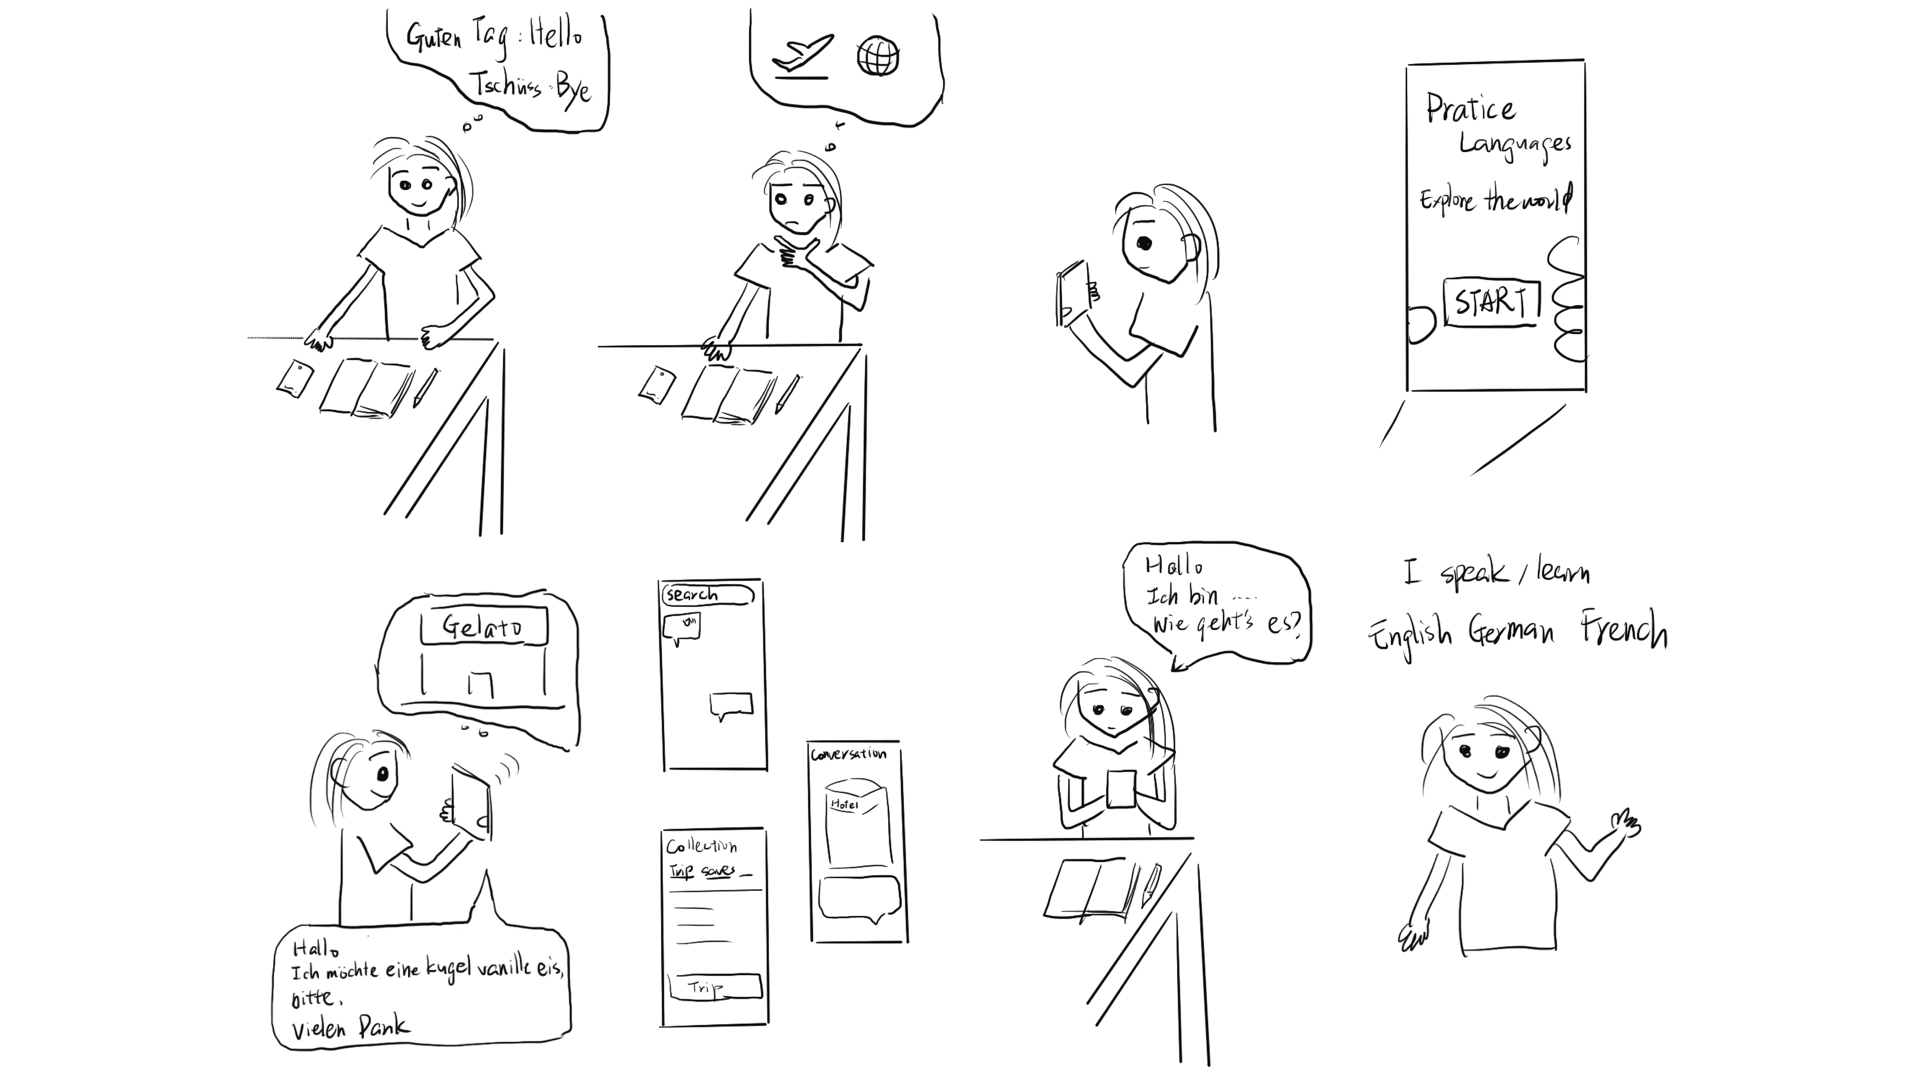 Guten Tag : Hello
Tschüss : Bye
Pratice
Languages
Explore the world
START
Gelato
Hallo
Ich möchte eine kugel vanille eis,
bitte.
vielen Dank
search
Conversation
Hotel
Collection
Trip saves
Trip
Hallo
Ich bin ....
wie geht's es?
I speak / learn
English German French